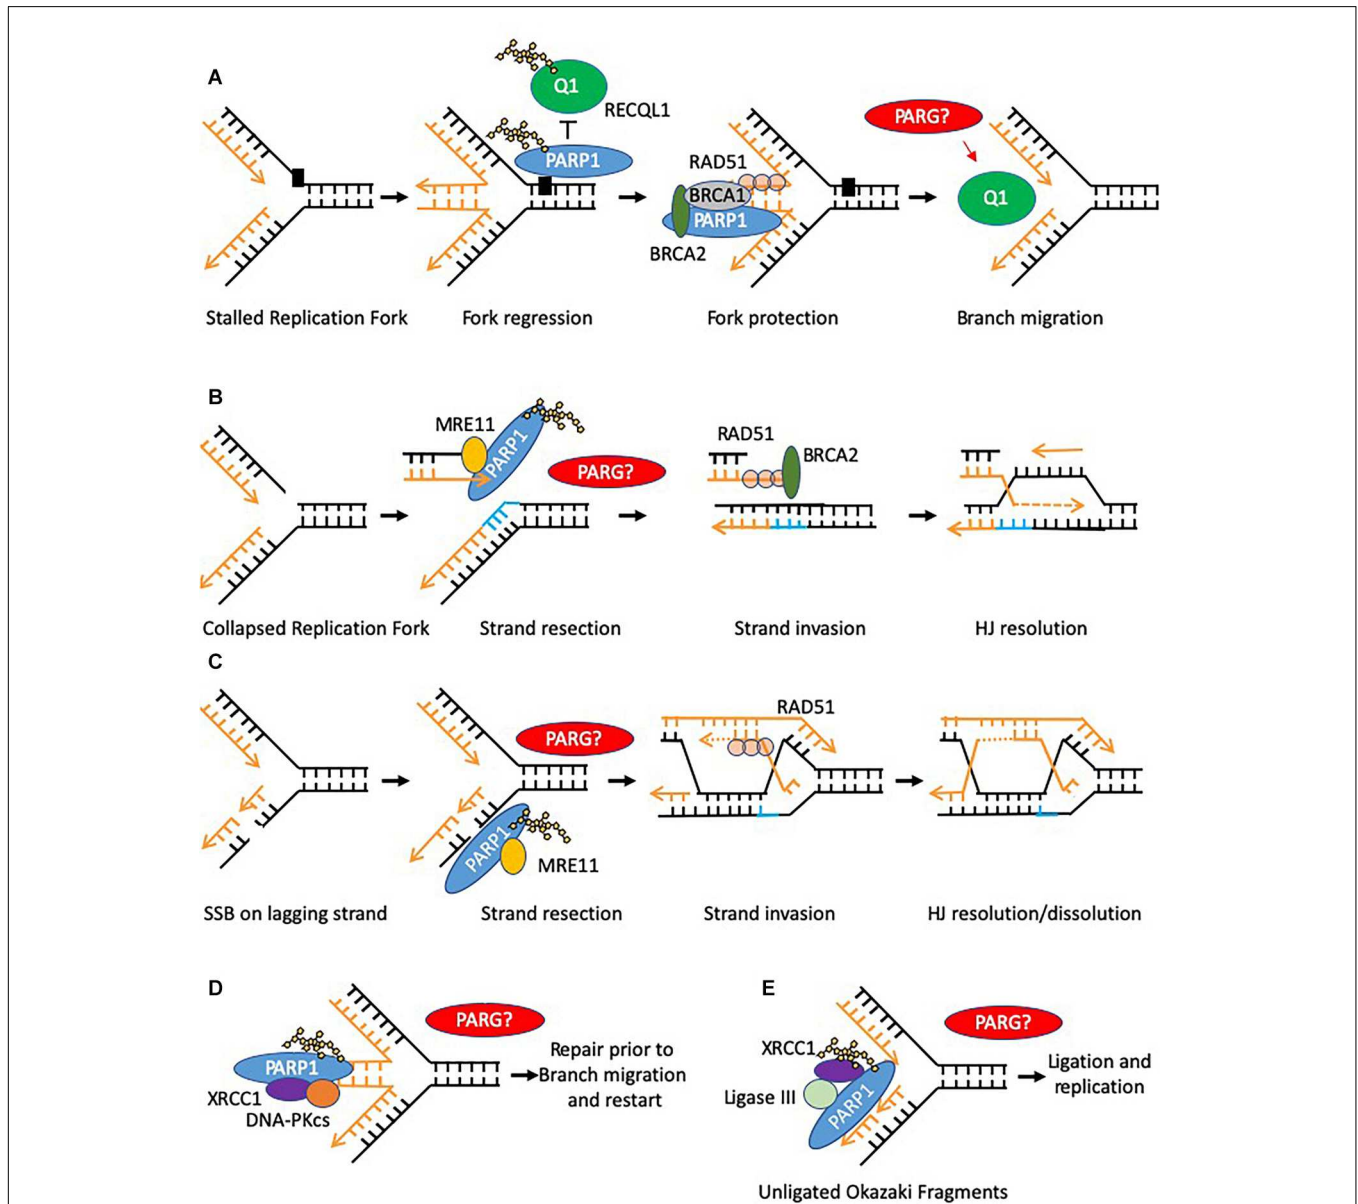 A
Q1
RECQL1
PARP1
Stalled Replication Fork
Fork regression
RAD51
BRCA1
PARP1
BRCA2
Fork protection
PARG?
Q1
Branch migration
B
Collapsed Replication Fork
MRE11
PARP1
PARG?
Strand resection
RAD51
BRCA2
Strand invasion
HJ resolution
C
SSB on lagging strand
PARG?
PARP1
MRE11
Strand resection
RAD51
Strand invasion
HJ resolution/dissolution
D
PARG?
PARP1
XRCC1
DNA-PKcs
Repair prior to
Branch migration
and restart
E
PARG?
XRCC1
Ligase III
PARP1
Ligation and
replication
Unligated Okazaki Fragments